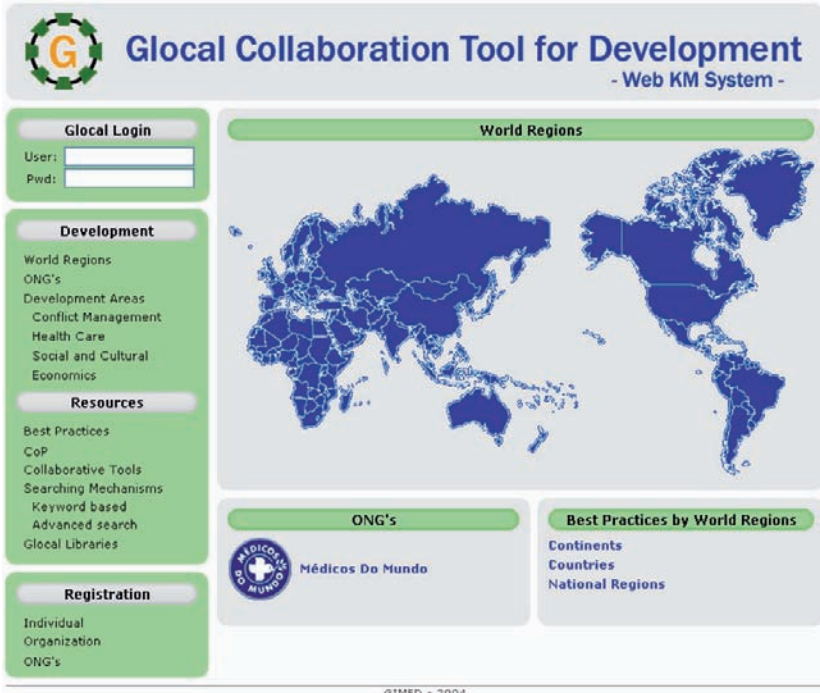 G
Glocal Collaboration Tool for Development
- Web KM System -
Glocal Login
User:
Pwd:
Development
World Regions
ONG's
Development Areas
Conflict Management
Health Care
Social and Cultural
Economics
Resources
Best Practices
CoP
Collaborative Tools
Searching Mechanisms
Keyword based
Advanced search
Glocal Libraries
Registration
Individual
Organization
ONG's
World Regions
ONG's
MÉDICOS DO MUNDO
Médicos Do Mundo
Best Practices by World Regions
Continents
Countries
National Regions